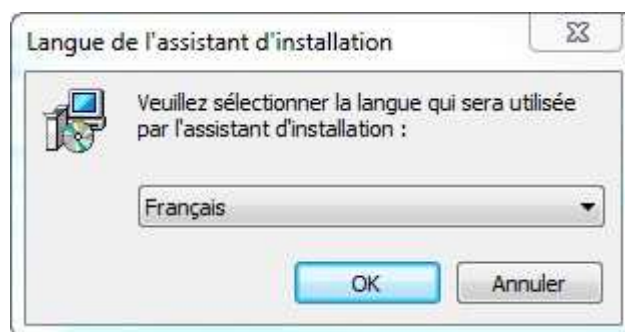 Langue de l'assistant d'installation
Veuillez sélectionner la langue qui sera utilisée
par l'assistant d'installation :
Français
OK
Annuler